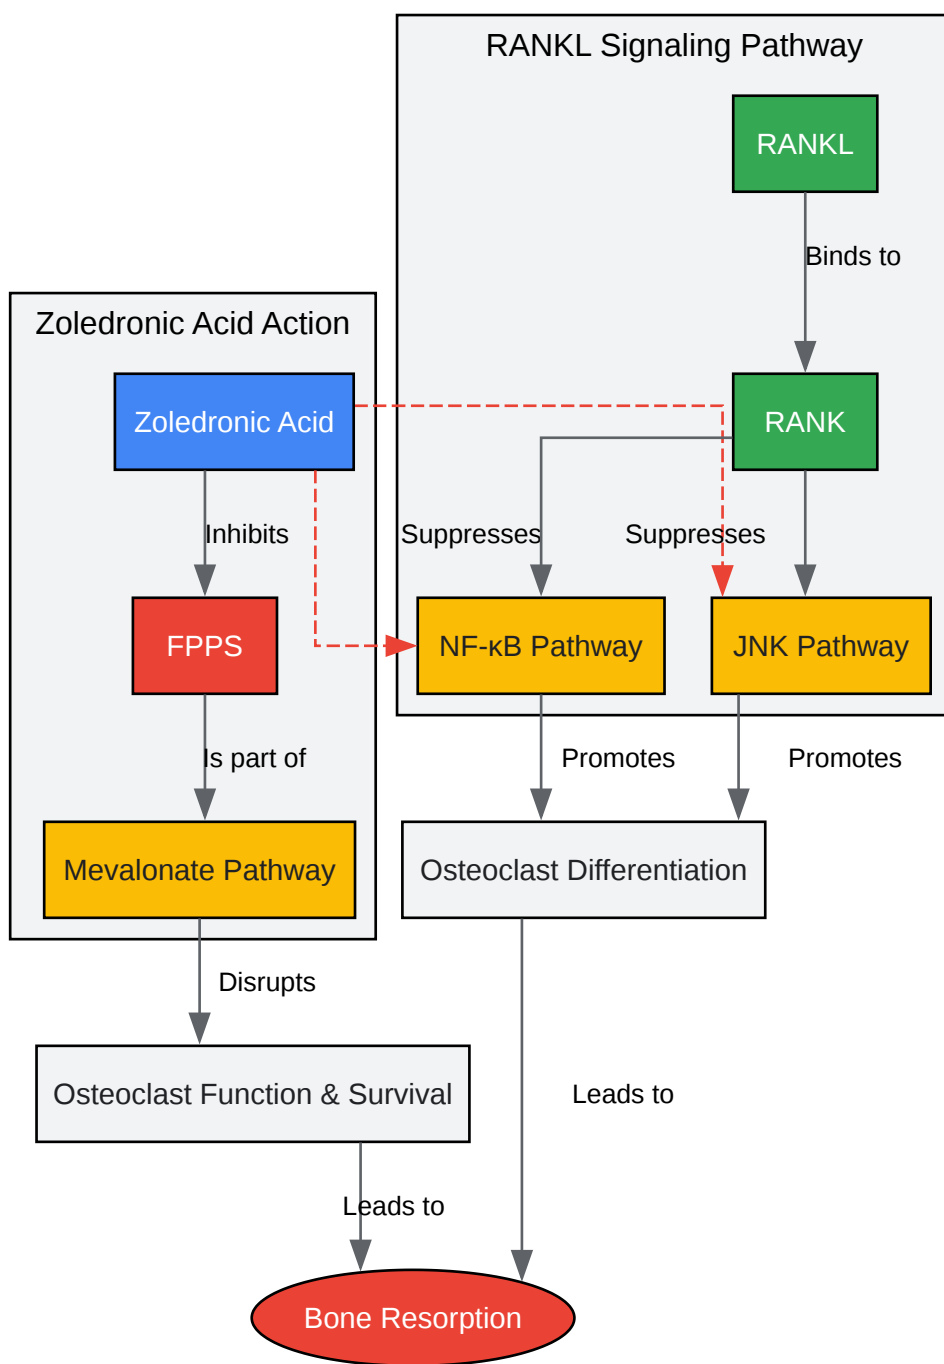 RANKL Signaling Pathway
RANKL
Binds to
Zoledronic Acid Action
Zoledronic Acid
RANK
Inhibits
Suppresses
Suppresses
FPPS
NF-κB Pathway
JNK Pathway
Is part of
Promotes
Promotes
Mevalonate Pathway
Osteoclast Differentiation
Disrupts
Osteoclast Function & Survival
Leads to
Leads to
Bone Resorption